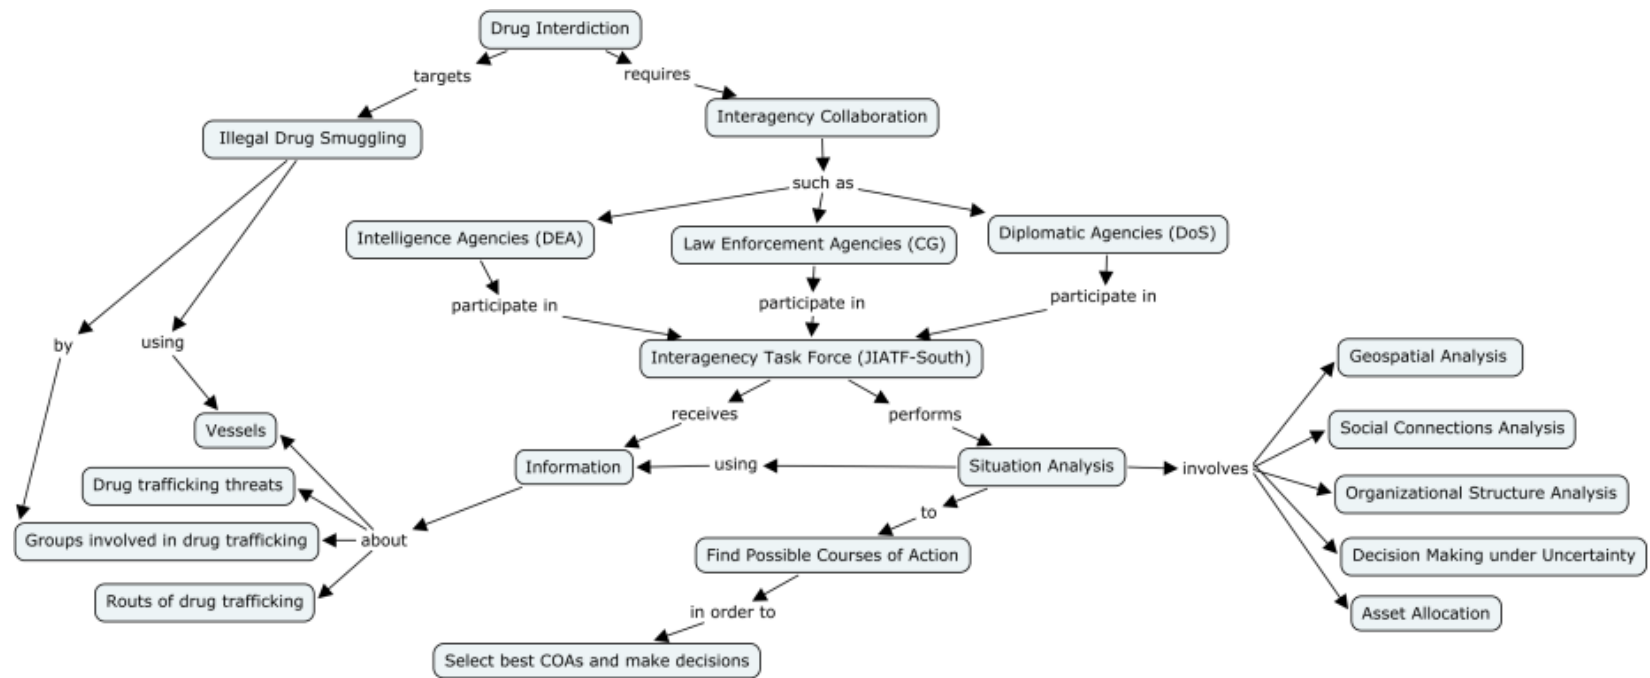 Drug Interdiction
targets
requires
Interagency Collaboration
Illegal Drug Smuggling
such as
Intelligence Agencies (DEA)
Law Enforcement Agencies (CG)
Diplomatic Agencies (DoS)
participate in
participate in
participate in
by
using
Interagenecy Task Force (JIATF-South)
Geospatial Analysis
receives
performs
Vessels
Social Connections Analysis
Information
using
Situation Analysis
involves
Drug trafficking threats
Organizational Structure Analysis
to
Groups involved in drug trafficking
about
Find Possible Courses of Action
Decision Making under Uncertainty
Routs of drug trafficking
in order to
Asset Allocation
Select best COAs and make decisions